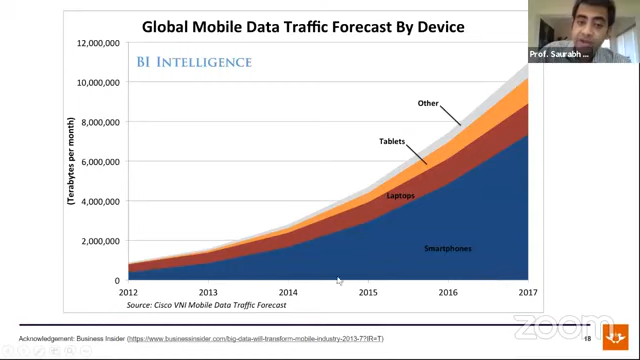 Global Mobile Data Traffic Forecast By Device
BI INTELLIGENCE
(Terabytes per month)
12,000,000
10,000,000
8,000,000
6,000,000
4,000,000
2,000,000
0
Other
Tablets
Laptops
Smartphones
2012 2013 2014 2015 2016 2017
Source: Cisco VNI Mobile Data Traffic Forecast
Prof. Saurabh ...
zoom
Acknowledgement: Business Insider (https://www.businessinsider.com/big-data-will-transform-mobile-industry-2013-7?IR=T)
18